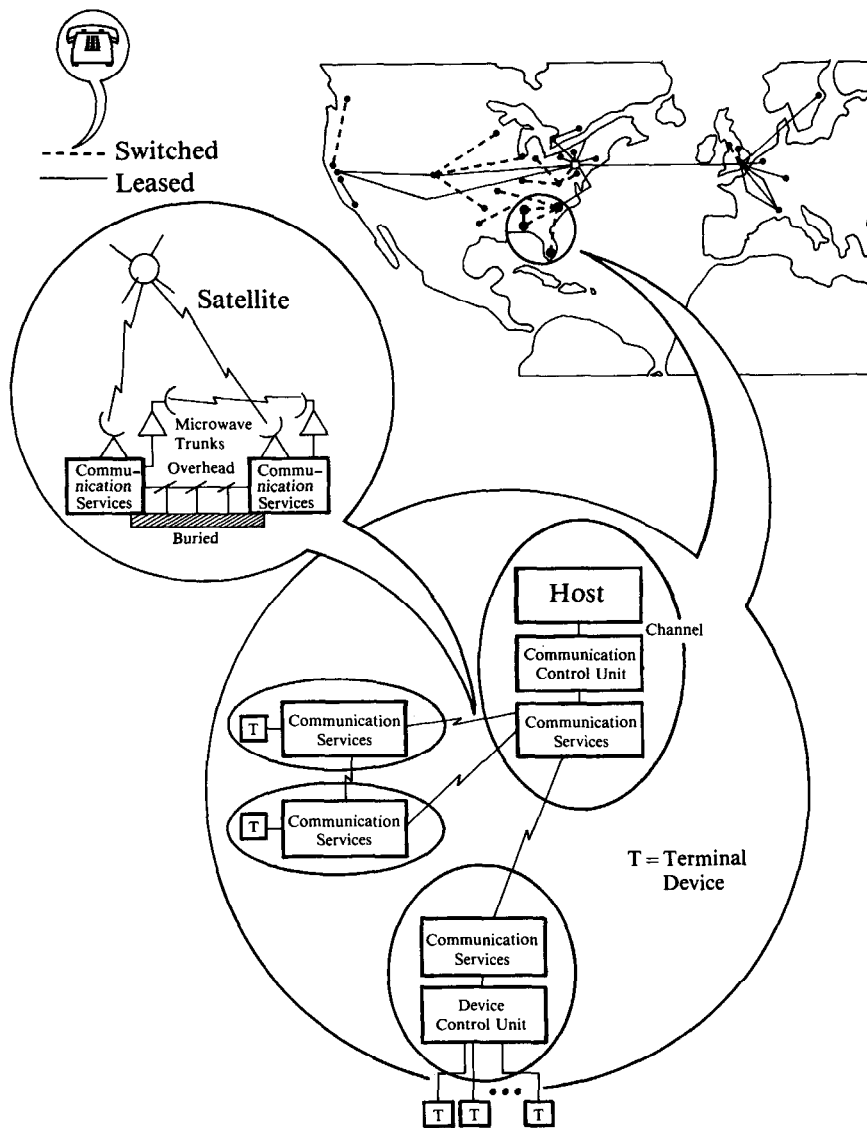 Switched
Leased
Satellite
Microwave
Trunks
Overhead
Commu-
nication
Services
Commu-
nication
Services
Buried
Host
Channel
Communication
Control Unit
Communication
Services
T
Communication
Services
T
Communication
Services
T = Terminal
Device
Communication
Services
Device
Control Unit
•••
T
T
T